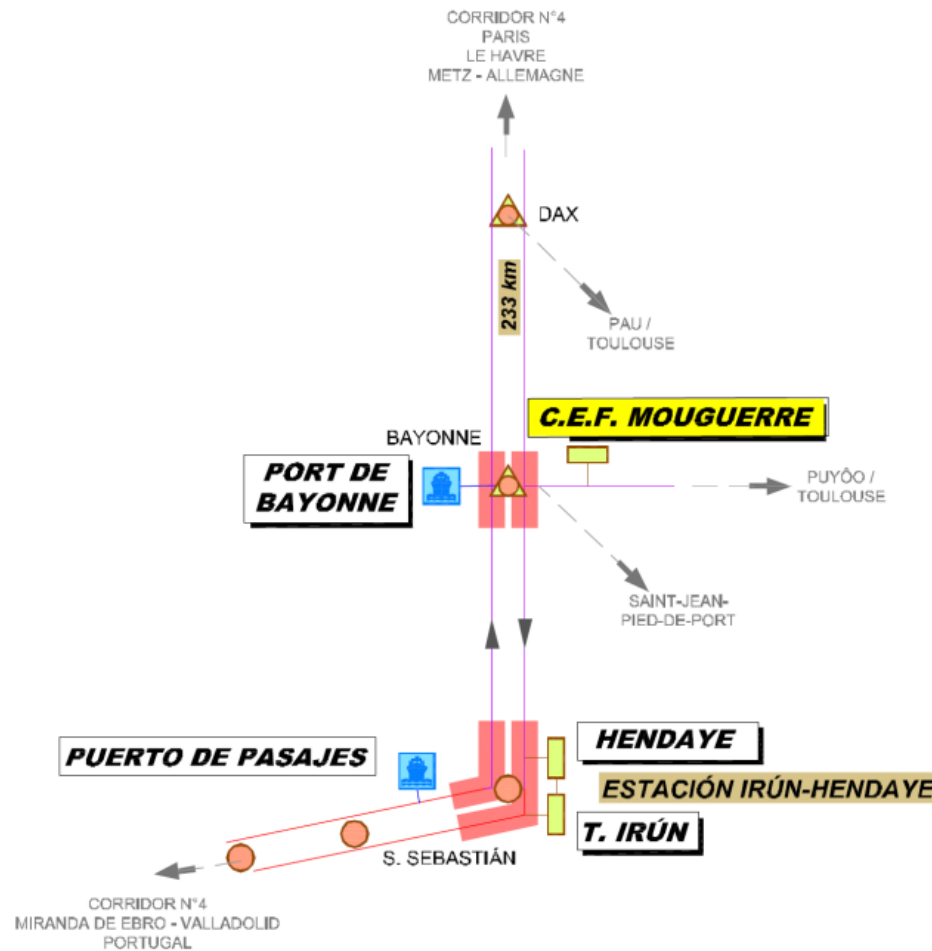 CORRIDOR N°4
PARIS
LE HAVRE
METZ - ALLEMAGNE
DAX
233 km
PAU /
TOULOUSE
C.E.F. MOUGUERRE
BAYONNE
PORT DE
BAYONNE
PUYÔO /
TOULOUSE
SAINT-JEAN-
PIED-DE-PORT
PUERTO DE PASAJES
HENDAYE
ESTACIÓN IRÚN-HENDAYE
T. IRÚN
S. SEBASTIÁN
CORRIDOR N°4
MIRANDA DE EBRO - VALLADOLID
PORTUGAL